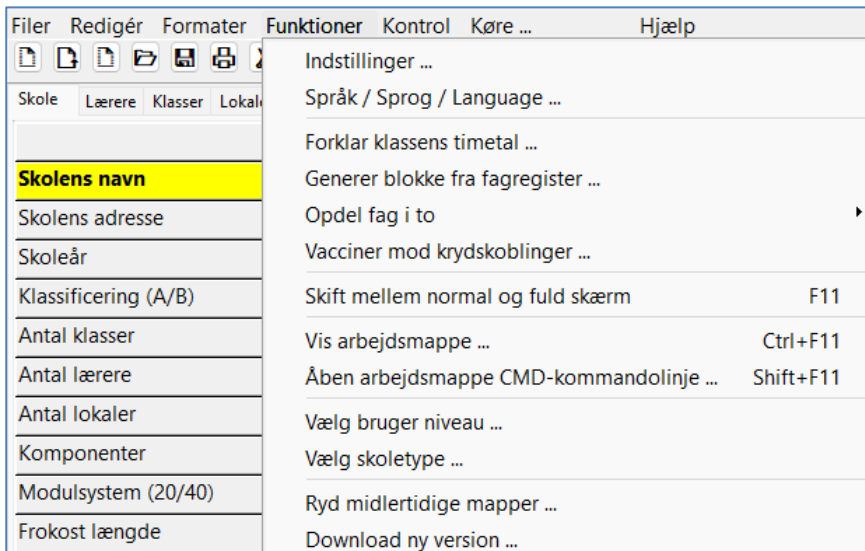 Filer Redigér Formater Funktioner Kontrol Køre ... Hjælp
Skole Lærere Klasser
Skolens navn
Skolens adresse
Skoleår
Klassificering (A/B)
Antal klasser
Antal lærere
Antal lokaler
Komponenter
Modulsystem (20/40)
Frokost længde
Indstillinger ...
Språk / Sprog / Language ...
Forklar klassens timetal ...
Generer blokke fra fagregister ...
Opdel fag i to
Vacciner mod krydskoblinger ...
Skift mellem normal og fuld skærm F11
Vis arbejdsmappe ... Ctrl+F11
Åben arbejdsmappe CMD-kommandolinje ... Shift+F11
Vælg bruger niveau ...
Vælg skoletype ...
Ryd midlertidige mapper ...
Download ny version ...